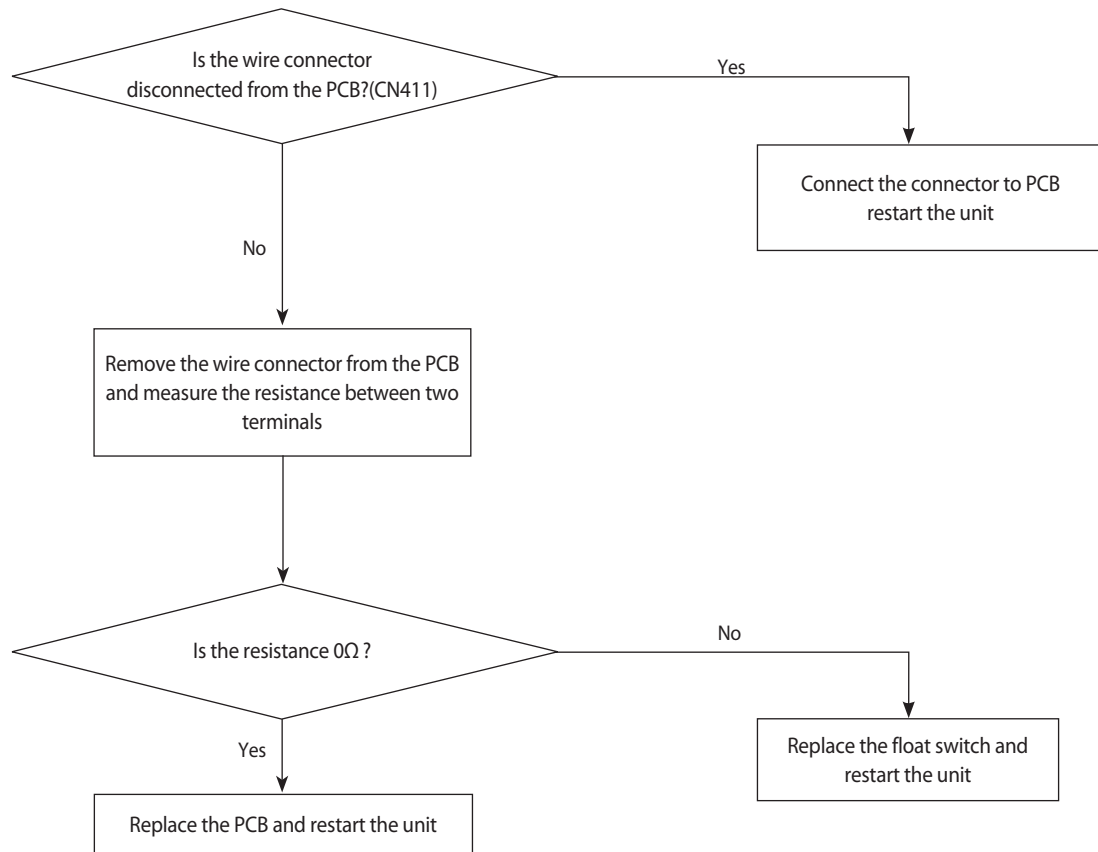 Is the wire connector
disconnected from the PCB?(CN411)
Yes
Connect the connector to PCB
restart the unit
No
Remove the wire connector from the PCB
and measure the resistance between two
terminals
Is the resistance 0Ω ?
No
Replace the float switch and
restart the unit
Yes
Replace the PCB and restart the unit